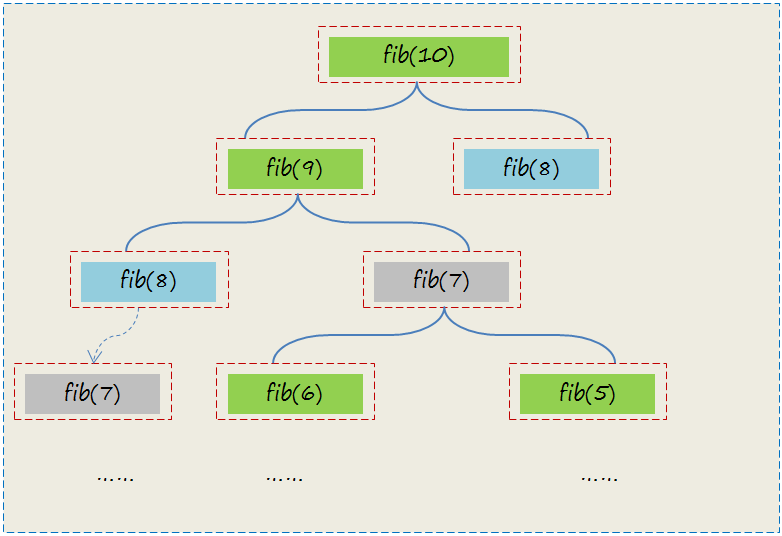 fib(10)
fib(9)
fib(8)
fib(8)
fib(7)
fib(7)
fib(6)
fib(5)
……
……
……